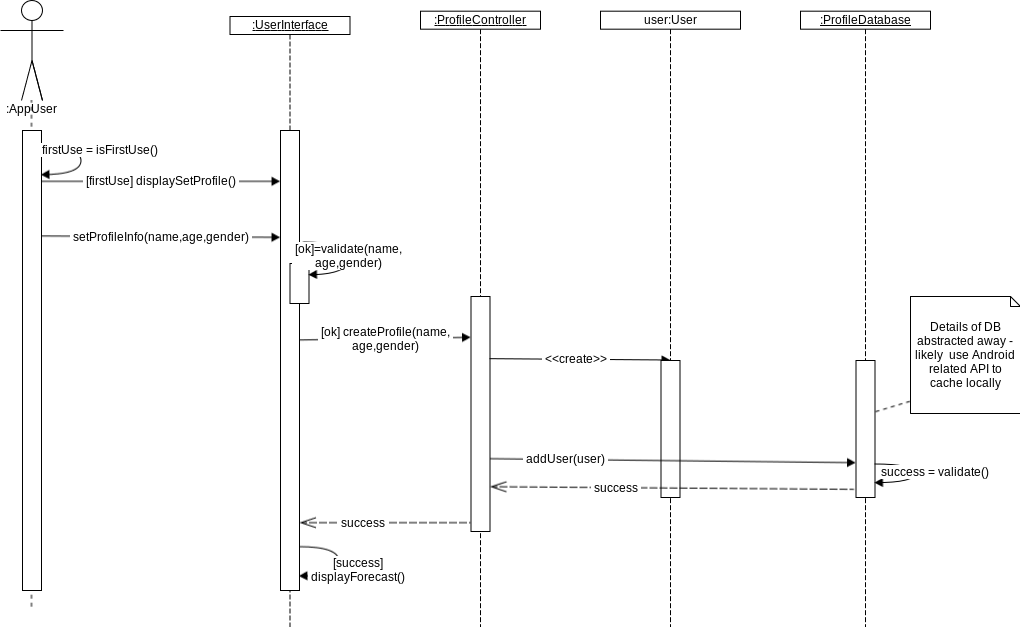 :AppUser
:UserInterface
:ProfileController
user:User
:ProfileDatabase
firstUse = isFirstUse()
[firstUse] displaySetProfile()
setProfileInfo(name,age,gender)
[ok]=validate(name,
age,gender)
[ok] createProfile(name,
age,gender)
<<create>>
Details of DB
abstracted away -
likely use Android
related API to
cache locally
addUser(user)
success = validate()
success
success
[success]
displayForecast()